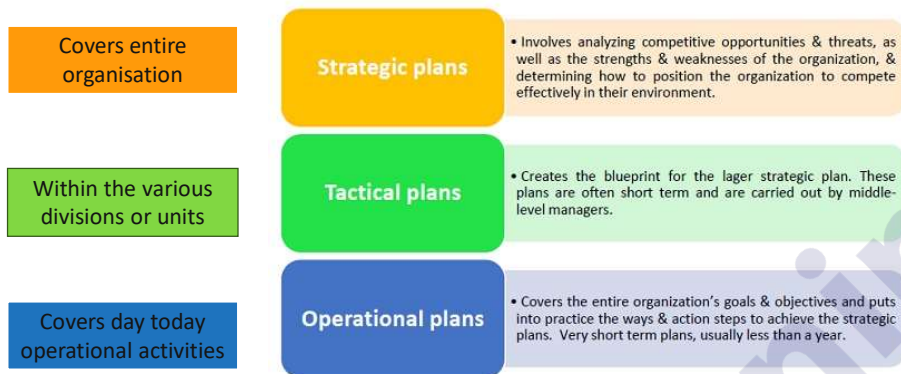 Covers entire
organisation
Strategic plans
• Involves analyzing competitive opportunities & threats, as
well as the strengths & weaknesses of the organization, &
determining how to position the organization to compete
effectively in their environment.
Within the various
divisions or units
Tactical plans
• Creates the blueprint for the lager strategic plan. These
plans are often short term and are carried out by middle-
level managers.
Covers day today
operational activities
Operational plans
• Covers the entire organization's goals & objectives and puts
into practice the ways & action steps to achieve the strategic
plans. Very short term plans, usually less than a year.